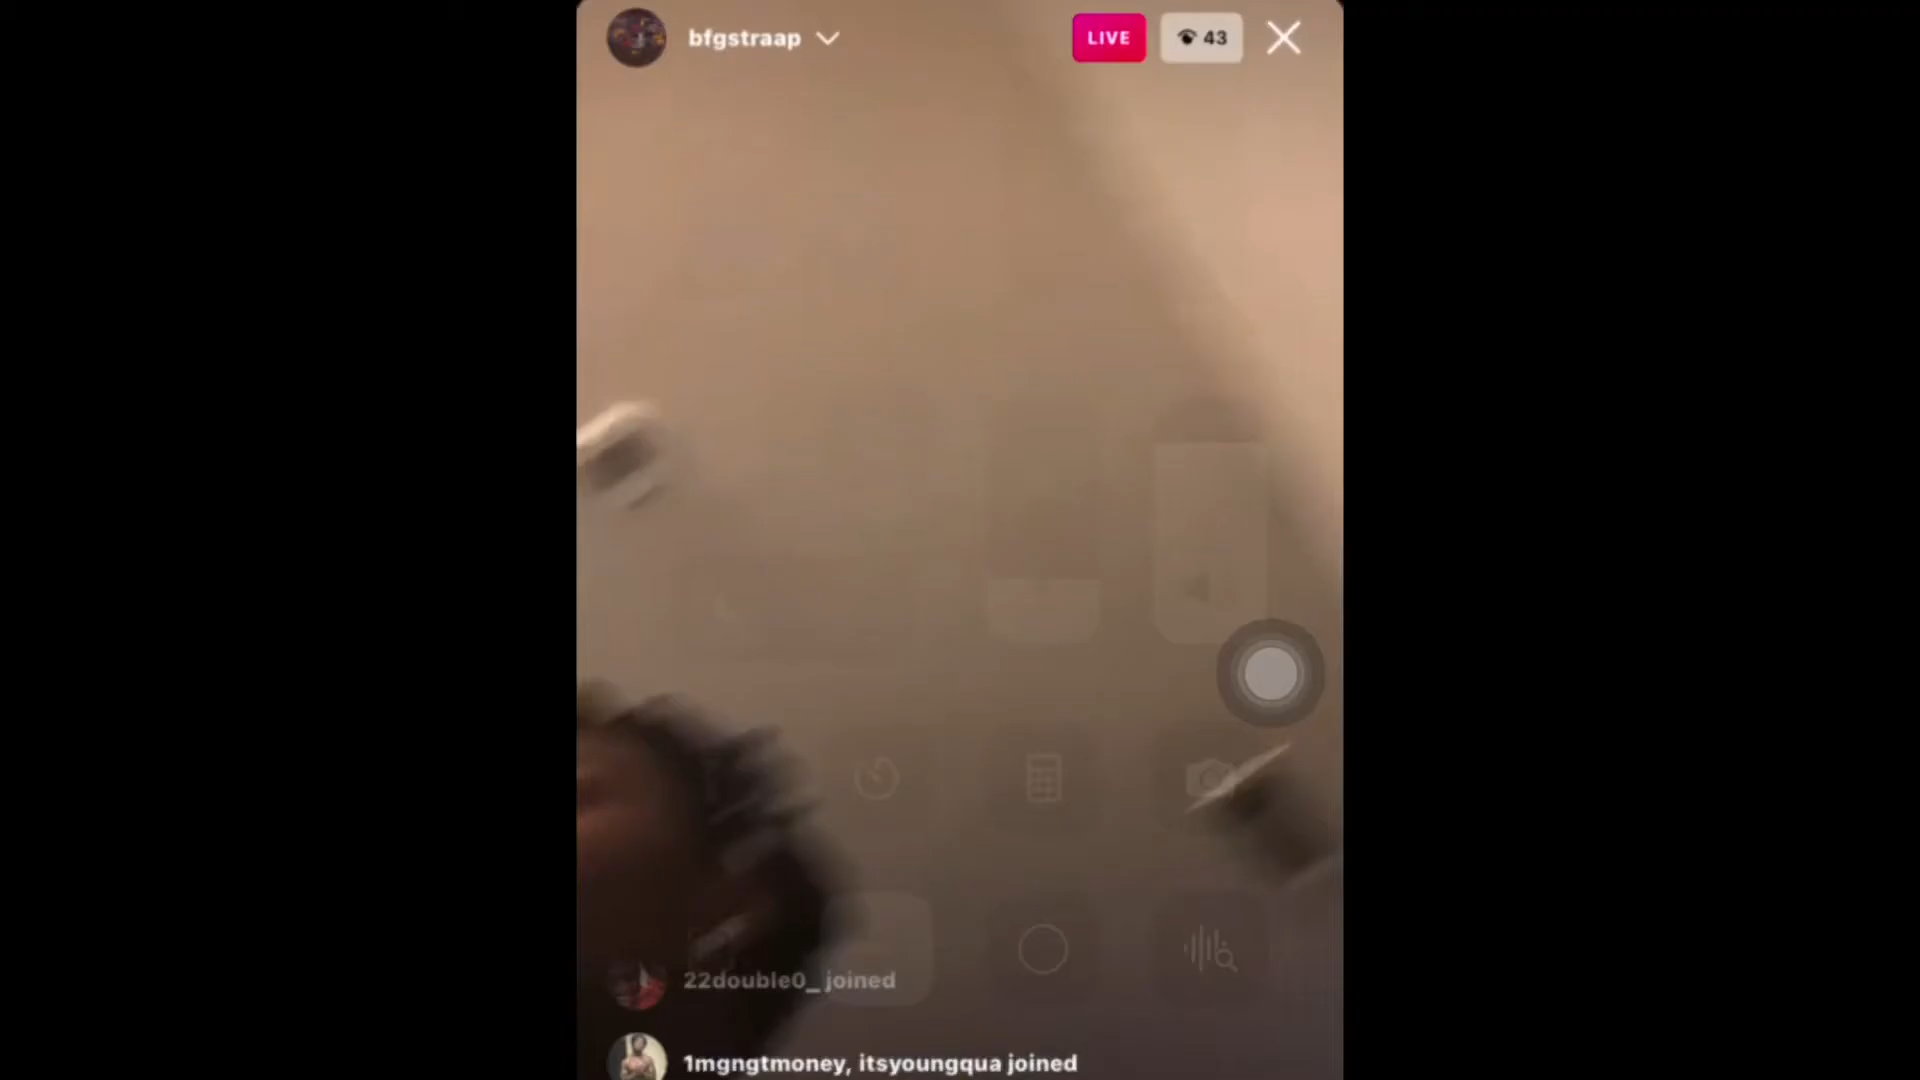 bfgstraap
LIVE
43
22double0_ joined
1mgngtmoney, itsyoungqua joined